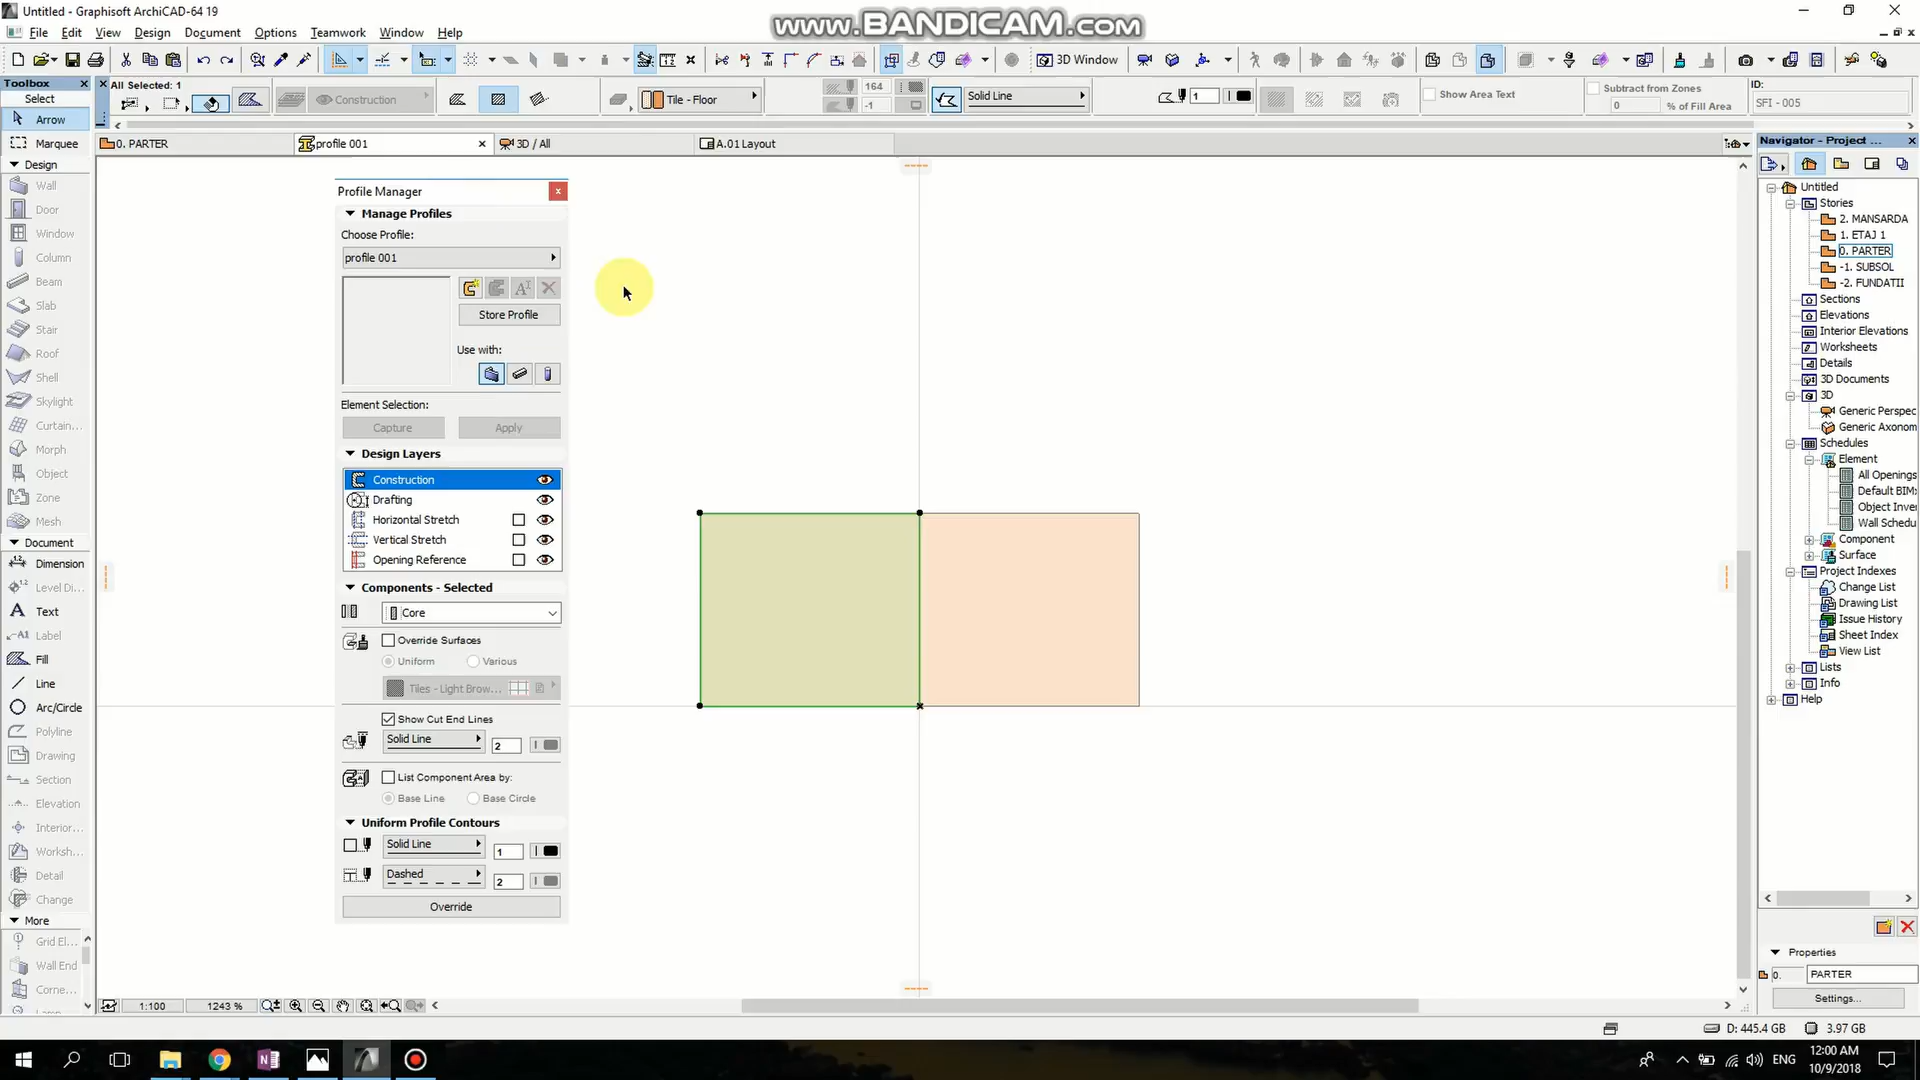 Untitled - Graphisoft ArchiCAD-64 19
www.BANDICAM.com
File Edit View Design Document Options Teamwork Window Help
3D Window
Toolbox
All Selected: 1
Select
Arrow
Marquee
Construction
Tile - Floor
164
-1
Solid Line
1
Show Area Text
Subtract from Zones
0 % of Fill Area
ID:
SFI - 005
0. PARTER
profile 001
3D / All
A.01 Layout
Design
Wall
Door
Window
Column
Beam
Slab
Stair
Roof
Shell
Skylight
Curtain...
Morph
Object
Zone
Mesh
Document
Dimension
Level Di...
Text
Label
Fill
Line
Arc/Circle
Polyline
Drawing
Section
Elevation
Interior...
Worksh...
Detail
Change
More
Grid El...
Wall End
Corne...
Profile Manager
Manage Profiles
Choose Profile:
profile 001
Store Profile
Use with:
Element Selection:
Capture
Apply
Design Layers
Construction
Drafting
Horizontal Stretch
Vertical Stretch
Opening Reference
Components - Selected
Core
Override Surfaces
Uniform
Various
Tiles - Light Brow...
Show Cut End Lines
Solid Line
2
List Component Area by:
Base Line
Base Circle
Uniform Profile Contours
Solid Line
1
Dashed
2
Override
Navigator - Project ...
Untitled
Stories
2. MANSARDA
1. ETAJ 1
0. PARTER
-1. SUBSOL
-2. FUNDATII
Sections
Elevations
Interior Elevations
Worksheets
Details
3D Documents
3D
Generic Perspec
Generic Axonom
Schedules
Element
All Openings
Default BIM
Object Inver
Wall Schedu
Component
Surface
Project Indexes
Change List
Drawing List
Issue History
Sheet Index
View List
Lists
Info
Help
Properties
0.
PARTER
Settings...
1:100
1243 %
D: 445.4 GB
3.97 GB
ENG
12:00 AM
10/9/2018